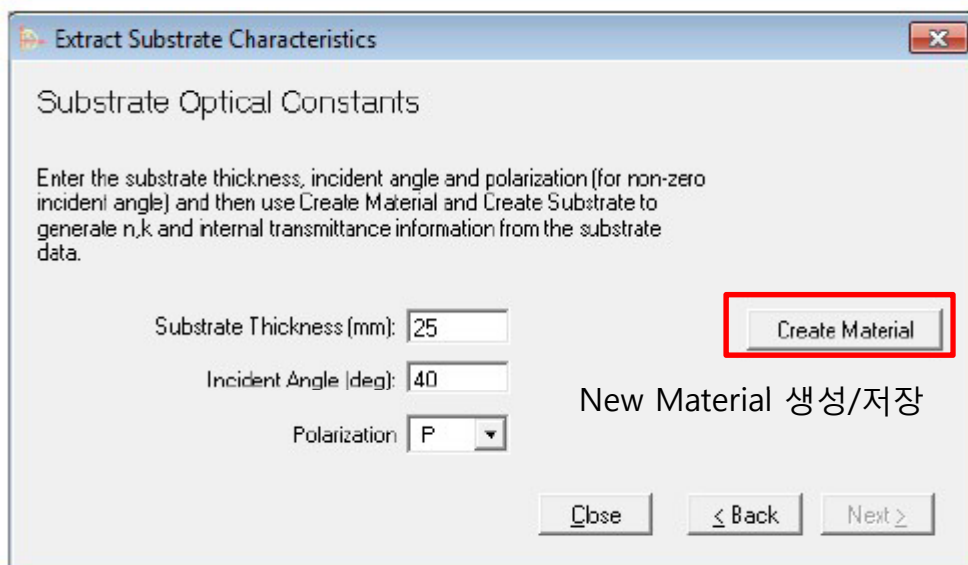 Extract Substrate Characteristics
Substrate Optical Constants
Enter the substrate thickness, incident angle and polarization (for non-zero
incident angle) and then use Create Material and Create Substrate to
generate n,k and internal transmittance information from the substrate
data.
Substrate Thickness (mm): 25
Create Material
Incident Angle (deg): 40
New Material 생성/저장
Polarization P
Close < Back Next >